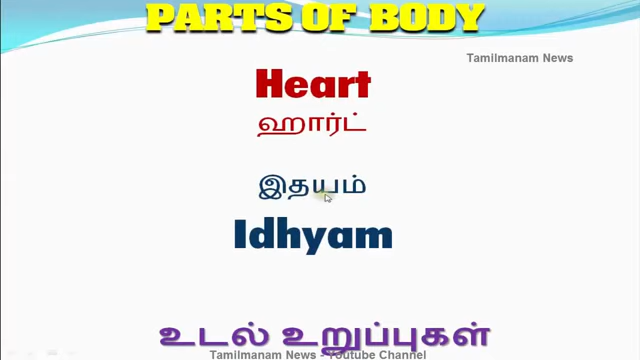 PARTS OF BODY
Tamilmanam News
Heart
ஹார்ட்
இதயம்
Idhyam
உடல் உறுப்புகள்
Tamilmanam News - Youtube Channel